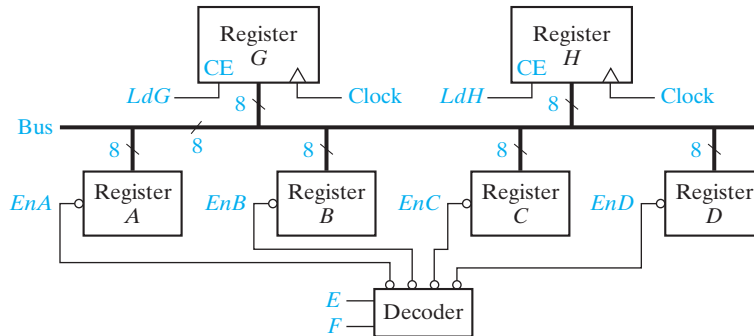 Register
G
CE
LdG
8
Clock
Register
H
CE
LdH
8
Clock
Bus
8
8
8
8
8
EnA
Register
A
EnB
Register
B
EnC
Register
C
EnD
Register
D
E
F
Decoder